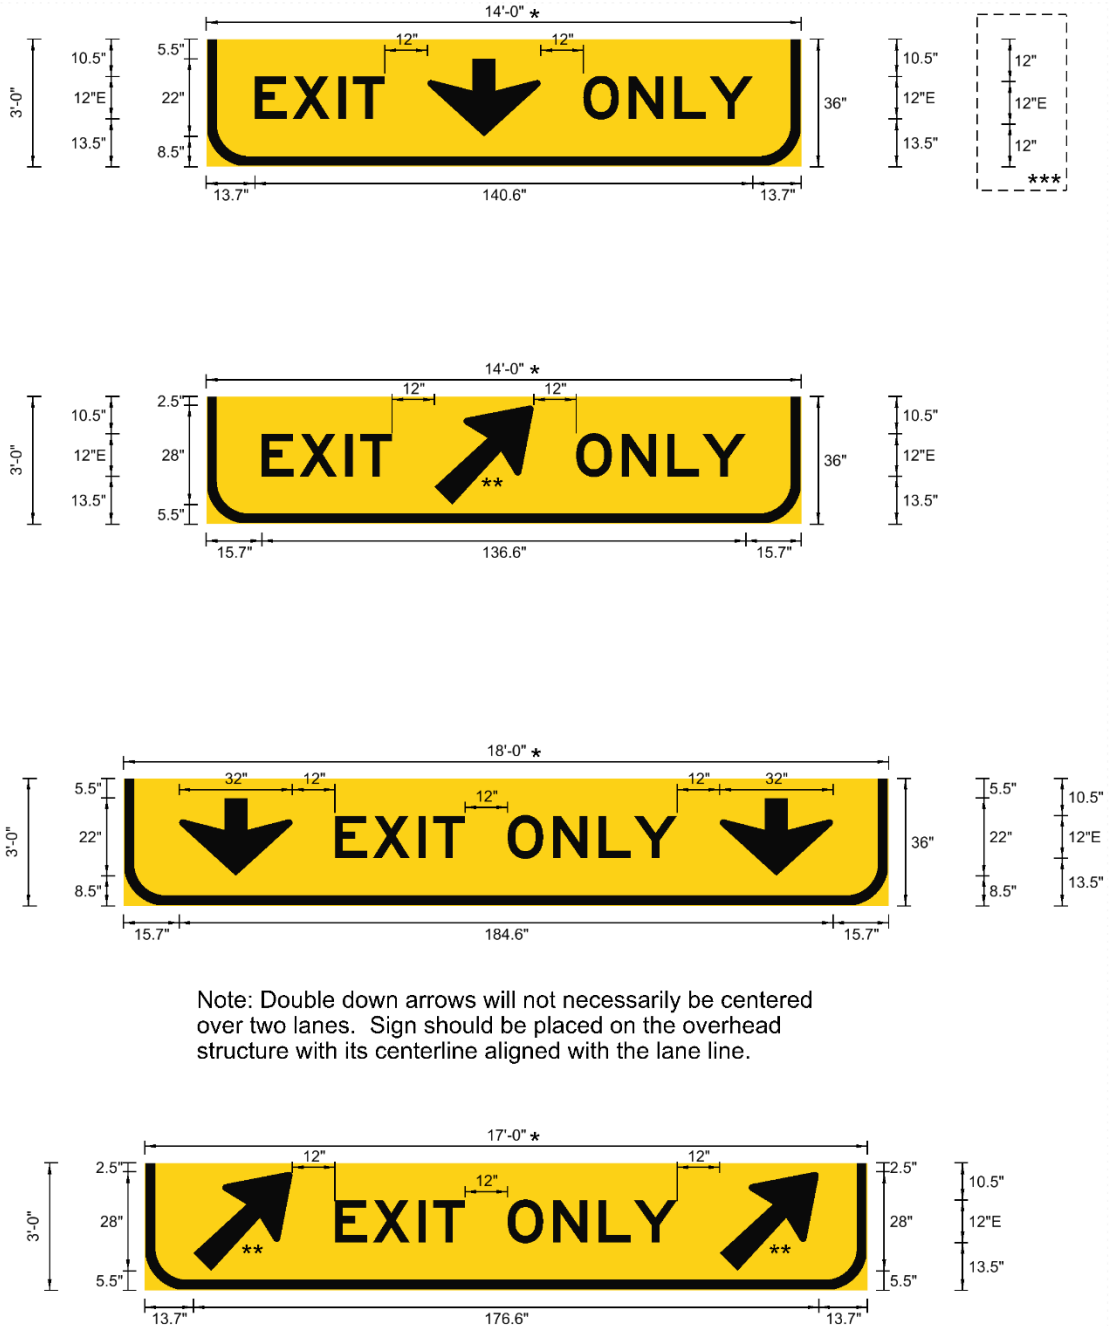 14'-0" *
12" 12"
3'-0"
10.5"
12"E
13.5"
5.5"
22"
8.5"
EXIT ONLY
36"
10.5"
12"E
13.5"
12"
12"E
12"
***
13.7" 140.6" 13.7"
14'-0" *
12" 12"
3'-0"
10.5"
12"E
13.5"
2.5"
28"
5.5"
EXIT ONLY
**
36"
10.5"
12"E
13.5"
15.7" 136.6" 15.7"
18'-0" *
32" 12" 12" 12" 32"
3'-0"
5.5"
22"
8.5"
EXIT ONLY
36"
5.5"
22"
8.5"
10.5"
12"E
13.5"
15.7" 184.6" 15.7"
Note: Double down arrows will not necessarily be centered
over two lanes. Sign should be placed on the overhead
structure with its centerline aligned with the lane line.
17'-0" *
12" 12" 12"
3'-0"
2.5"
28"
5.5"
EXIT ONLY
** **
2.5"
28"
5.5"
10.5"
12"E
13.5"
13.7" 176.6" 13.7"